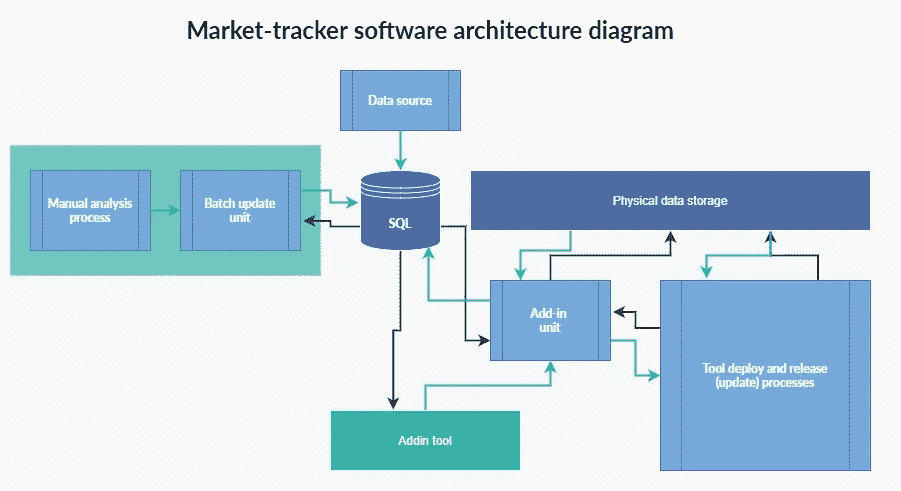 Market-tracker software architecture diagram
Data source
Manual analysis
process
Batch update
unit
SQL
Physical data storage
Add-in
unit
Tool deploy and release
(update) processes
Addin tool